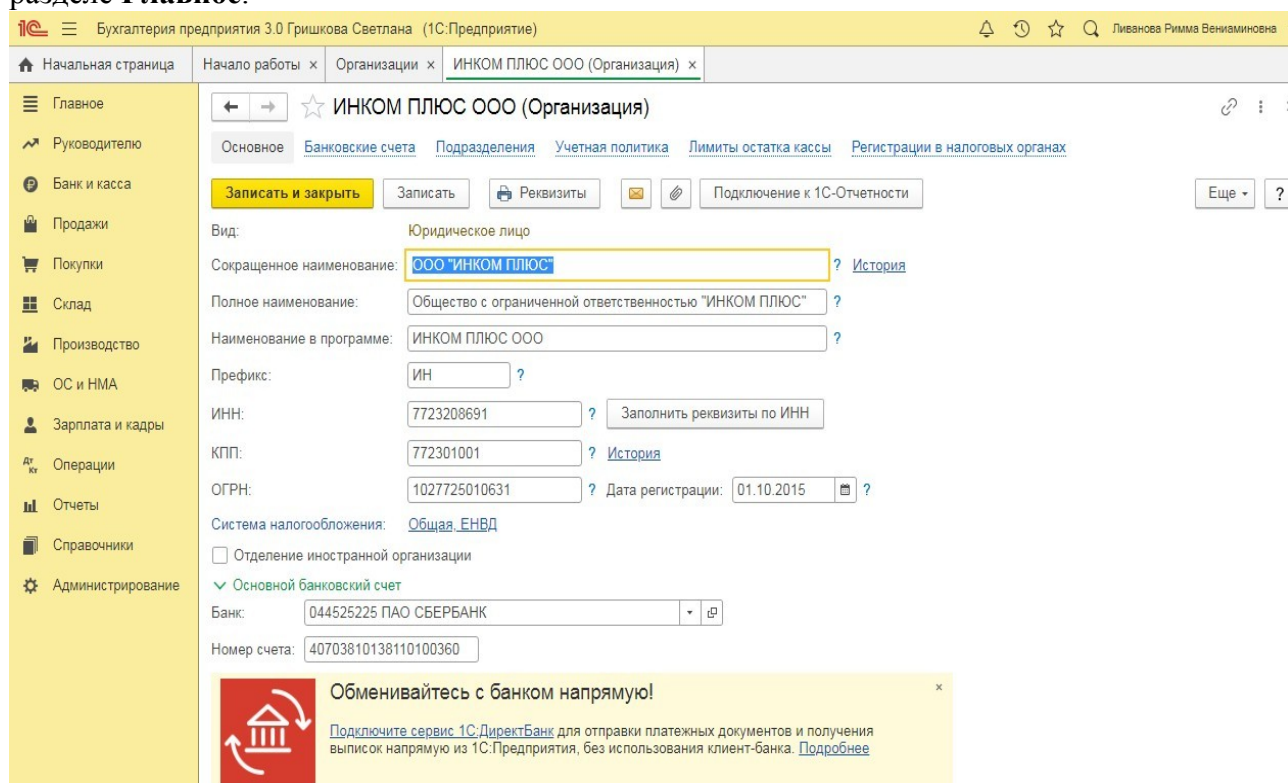 разделе Главное.
1С Бухгалтерия предприятия 3.0 Гришкова Светлана (1С:Предприятие) Ливанова Римма Вениаминовна
Начальная страница Начало работы × Организации × ИНКОМ ПЛЮС ООО (Организация) ×
Главное
Руководителю
Банк и касса
Продажи
Покупки
Склад
Производство
ОС и НМА
Зарплата и кадры
Дт Кт Операции
Отчеты
Справочники
Администрирование
ИНКОМ ПЛЮС ООО (Организация)
Основное Банковские счета Подразделения Учетная политика Лимиты остатка кассы Регистрации в налоговых органах
Записать и закрыть Записать Реквизиты Подключение к 1С-Отчетности Еще ?
Вид: Юридическое лицо
Сокращенное наименование: ООО "ИНКОМ ПЛЮС" ? История
Полное наименование: Общество с ограниченной ответственностью "ИНКОМ ПЛЮС" ?
Наименование в программе: ИНКОМ ПЛЮС ООО ?
Префикс: ИН ?
ИНН: 7723208691 ? Заполнить реквизиты по ИНН
КПП: 772301001 ? История
ОГРН: 1027725010631 ? Дата регистрации: 01.10.2015 ?
Система налогообложения: Общая, ЕНВД
Отделение иностранной организации
Основной банковский счет
Банк: 044525225 ПАО СБЕРБАНК
Номер счета: 40703810138110100360
Обменивайтесь с банком напрямую! ×
Подключите сервис 1С:ДиректБанк для отправки платежных документов и получения
выписок напрямую из 1С:Предприятия, без использования клиент-банка. Подробнее